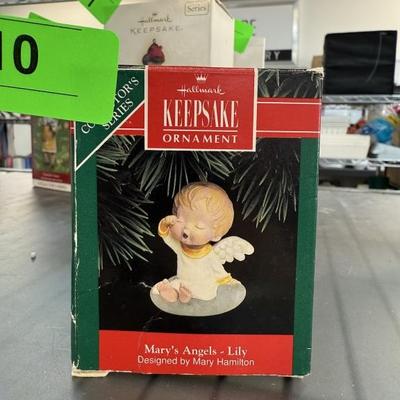 10
Hallmark
KEEPSAKE
Series
COLLECTOR'S
SERIES
Hallmark
KEEPSAKE
ORNAMENT
Mary's Angels - Lily
Designed by Mary Hamilton